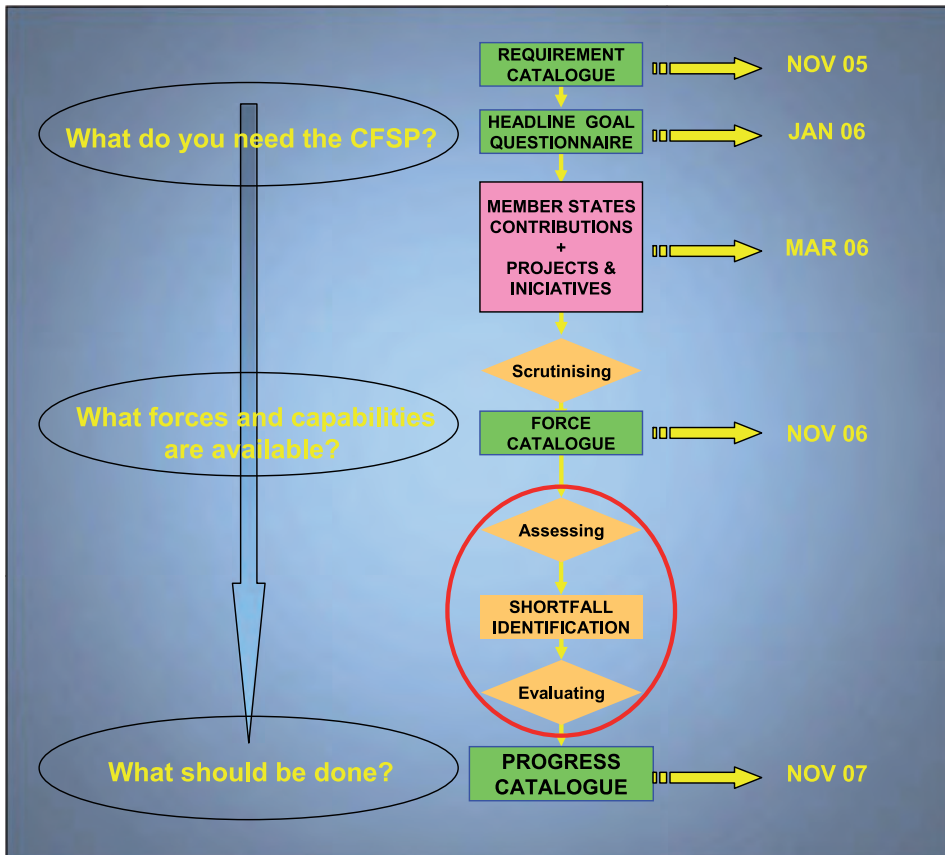 REQUIREMENT
CATALOGUE
NOV 05
What do you need the CFSP?
HEADLINE GOAL
QUESTIONNAIRE
JAN 06
MEMBER STATES
CONTRIBUTIONS
+
PROJECTS &
INICIATIVES
MAR 06
Scrutinising
What forces and capabilities
are available?
FORCE
CATALOGUE
NOV 06
Assessing
SHORTFALL
IDENTIFICATION
Evaluating
What should be done?
PROGRESS
CATALOGUE
NOV 07